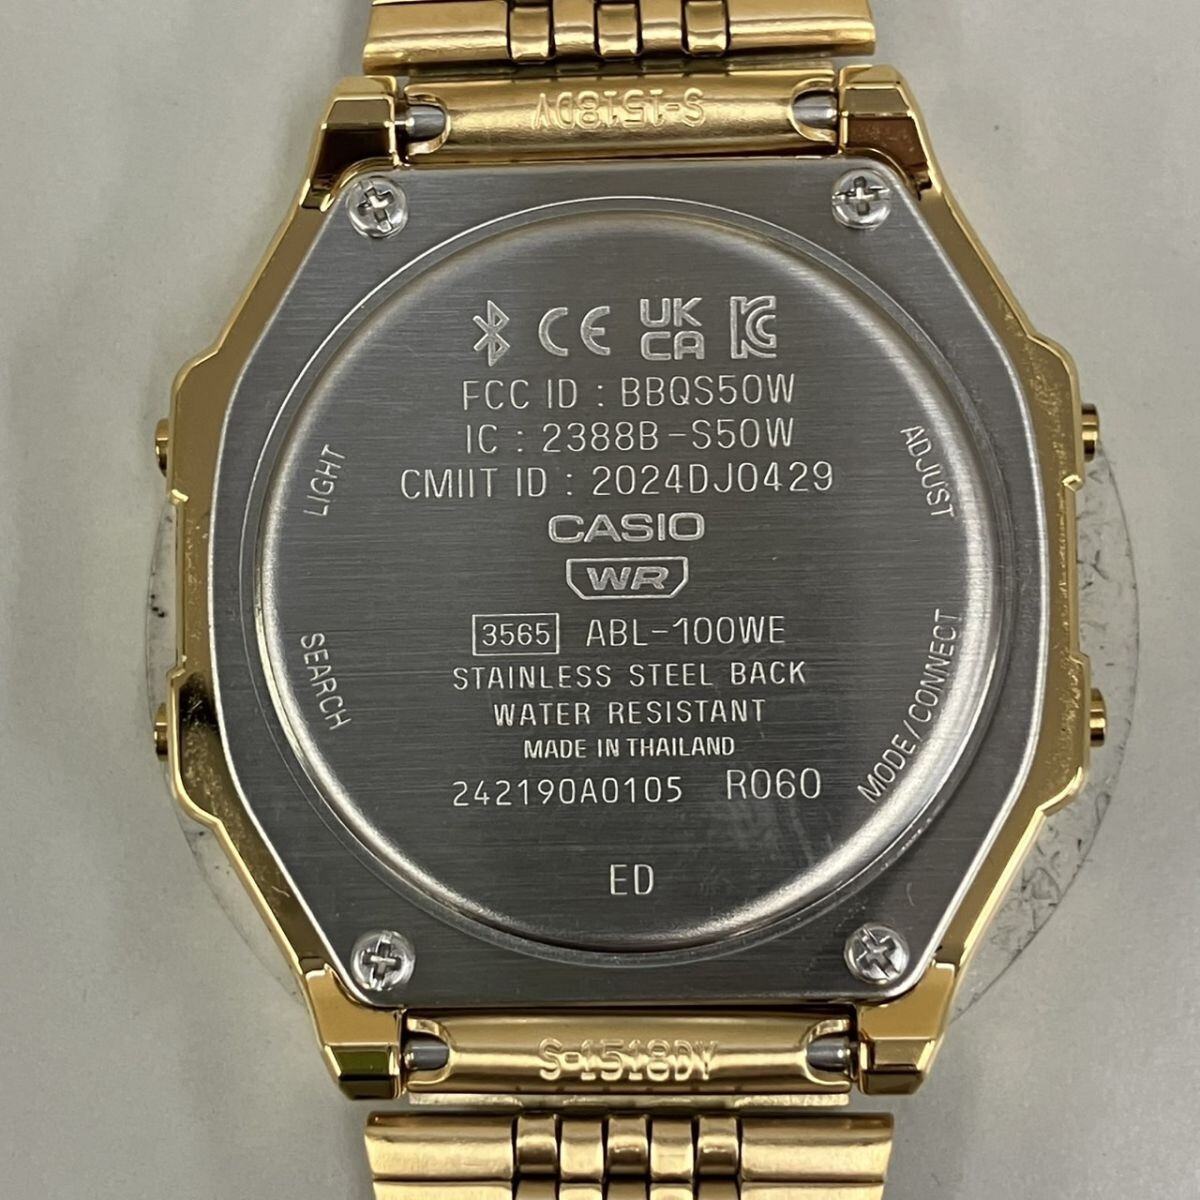 S-1518DY
CE UK CA
FCC ID : BBQS50W
IC : 2388B-S50W
CMIIT ID : 2024DJ0429
CASIO
WR
3565 ABL-100WE
STAINLESS STEEL BACK
WATER RESISTANT
MADE IN THAILAND
242190A0105 R060
ED
LIGHT
ADJUST
SEARCH
MODE/CONNECT
S-1518DY